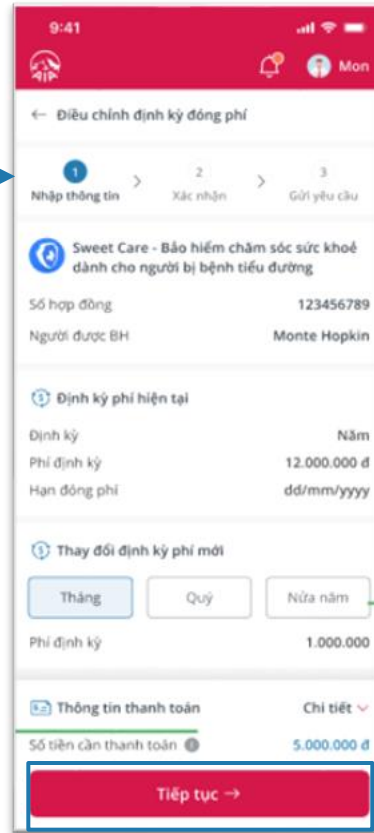 9:41
AIA
Mon
← Điều chỉnh định kỳ đóng phí
1 > 2 > 3
Nhập thông tin Xác nhận Gửi yêu cầu
Sweet Care - Bảo hiểm chăm sóc sức khoẻ
dành cho người bị bệnh tiểu đường
Số hợp đồng 123456789
Người được BH Monte Hopkin
Định kỳ phí hiện tại
Định kỳ Năm
Phí định kỳ 12.000.000 đ
Hạn đóng phí dd/mm/yyyy
Thay đổi định kỳ phí mới
Tháng Quý Nửa năm
Phí định kỳ 1.000.000
Thông tin thanh toán Chi tiết
Số tiền cần thanh toán 5.000.000 đ
Tiếp tục →